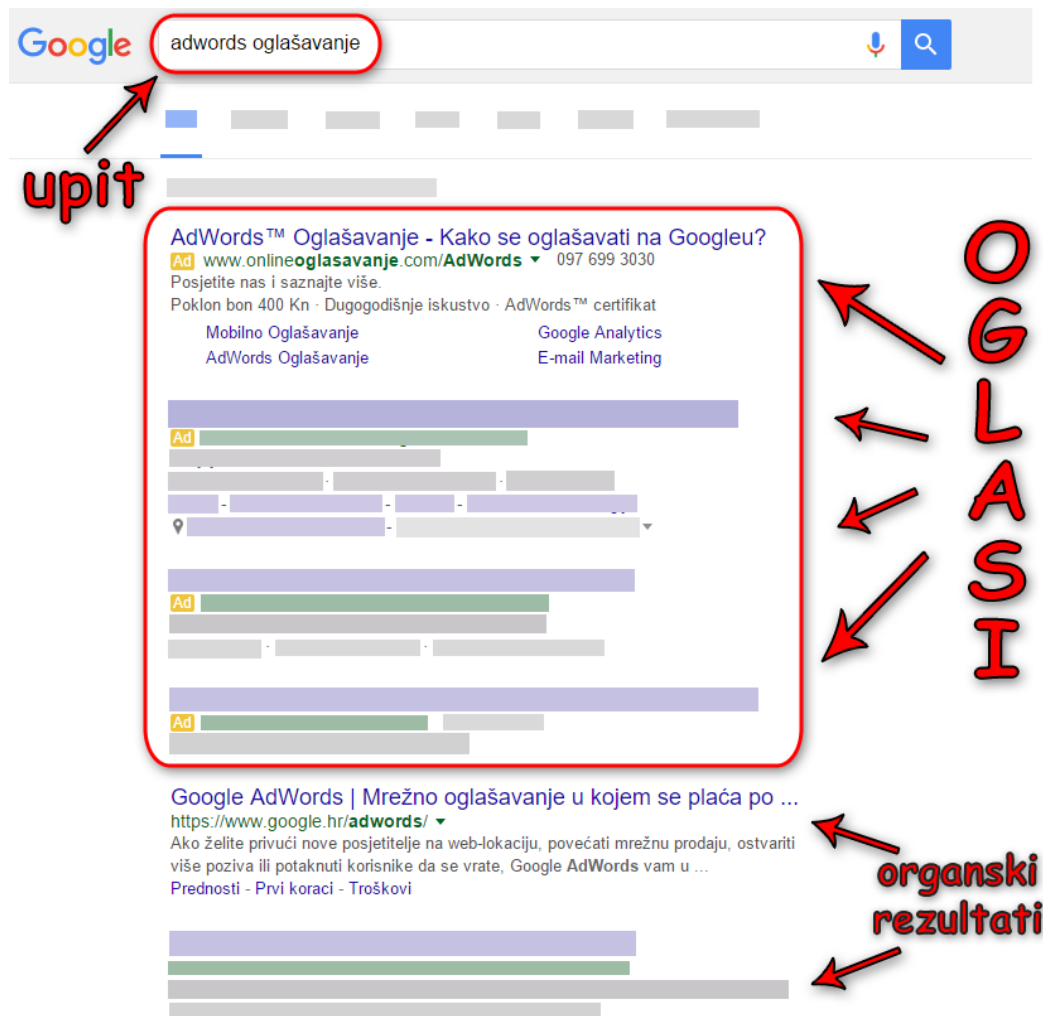 Google
adwords oglašavanje
upit
AdWords™ Oglašavanje - Kako se oglašavati na Googleu?
Ad www.onlineoglasavanje.com/AdWords 097 699 3030
Posjetite nas i saznajte više.
Poklon bon 400 Kn · Dugogodišnje iskustvo · AdWords™ certifikat
Mobilno Oglašavanje Google Analytics
AdWords Oglašavanje E-mail Marketing
OGLASI
Ad
Ad
Ad
Google AdWords | Mrežno oglašavanje u kojem se plaća po ...
https://www.google.hr/adwords/
Ako želite privući nove posjetitelje na web-lokaciju, povećati mrežnu prodaju, ostvariti
više poziva ili potaknuti korisnike da se vrate, Google AdWords vam u ...
Prednosti - Prvi koraci - Troškovi
organski
rezultati